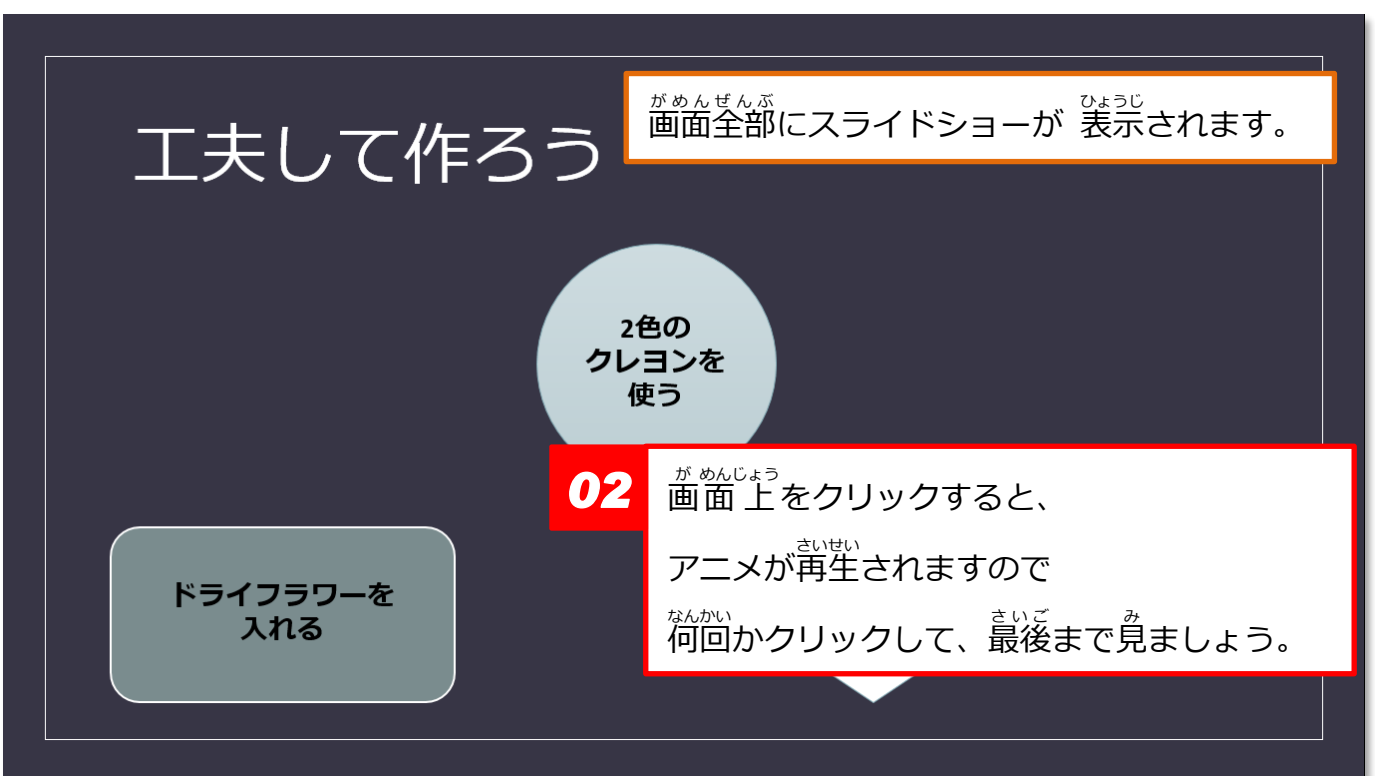 工夫して作ろう
がめんぜんぶ ひょうじ
画面全部にスライドショーが 表示されます。
2色の
クレヨンを
使う
02
がめんじょう
画面上をクリックすると、
さいせい
アニメが再生されますので
なんかい さいご み
何回かクリックして、最後まで見ましょう。
ドライフラワーを
入れる